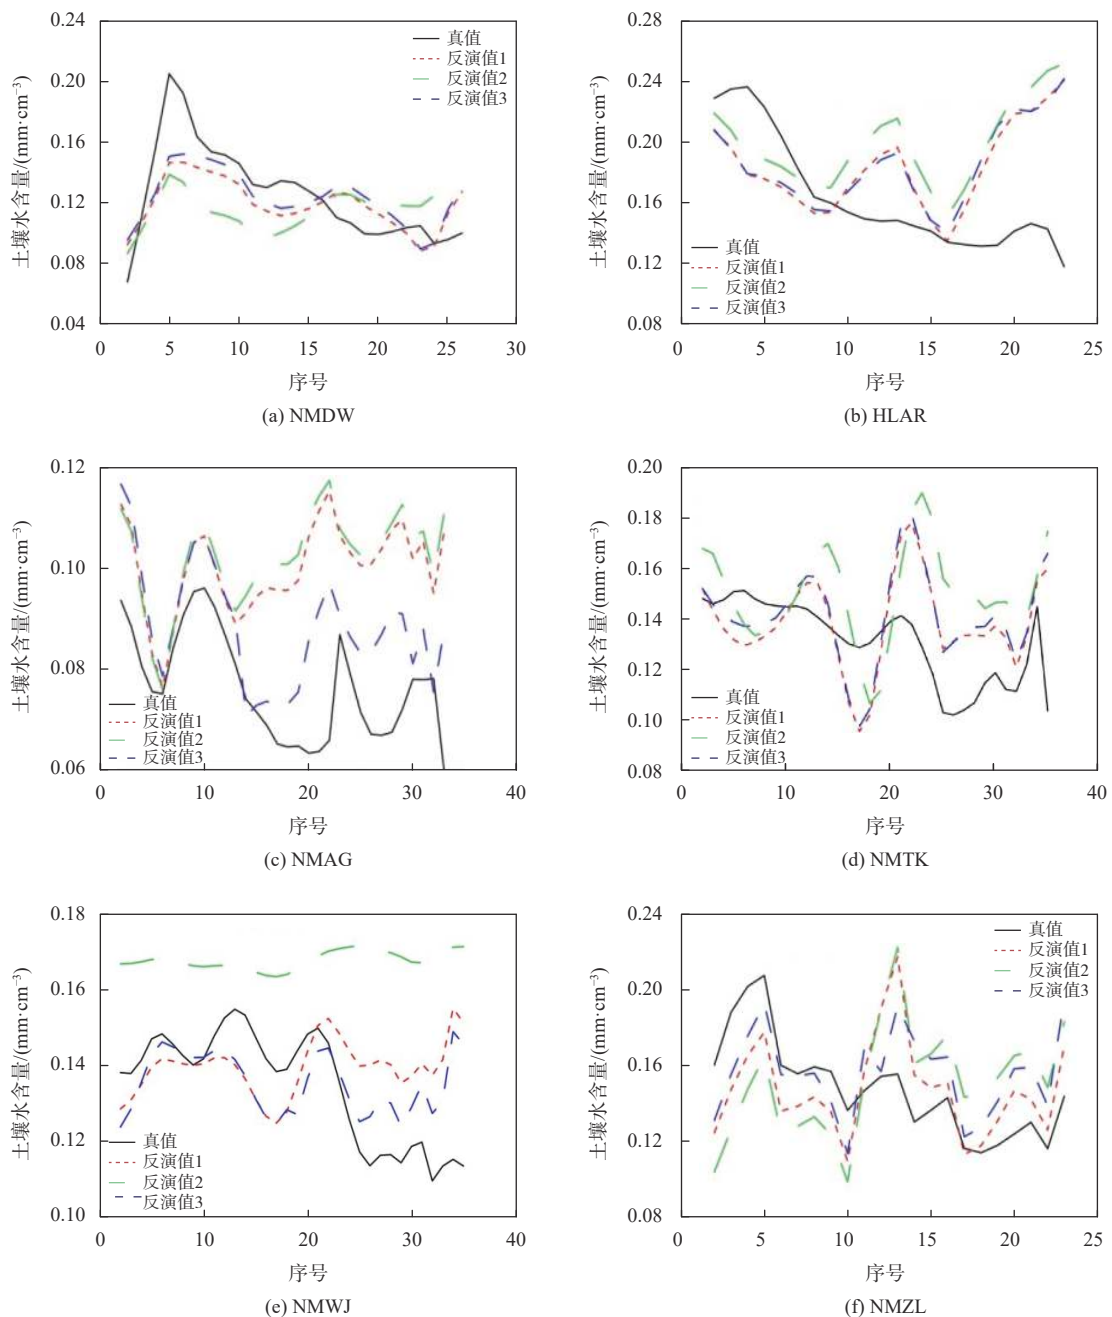 0.24
0.20
0.16
0.12
0.08
0.04
土壤水含量/(mm·cm⁻³)
真值
反演值1
反演值2
反演值3
0 5 10 15 20 25 30
序号
(a) NMDW
0.28
0.24
0.20
0.16
0.12
0.08
土壤水含量/(mm·cm⁻³)
真值
反演值1
反演值2
反演值3
0 5 10 15 20 25
序号
(b) HLAR
0.12
0.10
0.08
0.06
土壤水含量/(mm·cm⁻³)
真值
反演值1
反演值2
反演值3
0 10 20 30 40
序号
(c) NMAG
0.20
0.18
0.16
0.14
0.12
0.10
0.08
土壤水含量/(mm·cm⁻³)
真值
反演值1
反演值2
反演值3
0 10 20 30 40
序号
(d) NMTK
0.18
0.16
0.14
0.12
0.10
土壤水含量/(mm·cm⁻³)
真值
反演值1
反演值2
反演值3
0 10 20 30 40
序号
(e) NMWJ
0.24
0.20
0.16
0.12
0.08
土壤水含量/(mm·cm⁻³)
真值
反演值1
反演值2
反演值3
0 5 10 15 20 25
序号
(f) NMZL